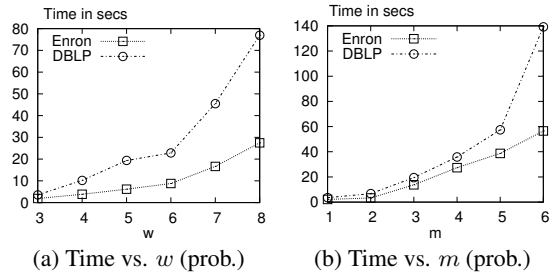 Time in secs
80
70
60
50
40
30
20
10
0
Enron
DBLP
3 4 5 6 7 8
w
(a) Time vs. w (prob.)
Time in secs
140
120
100
80
60
40
20
0
Enron
DBLP
1 2 3 4 5 6
m
(b) Time vs. m (prob.)